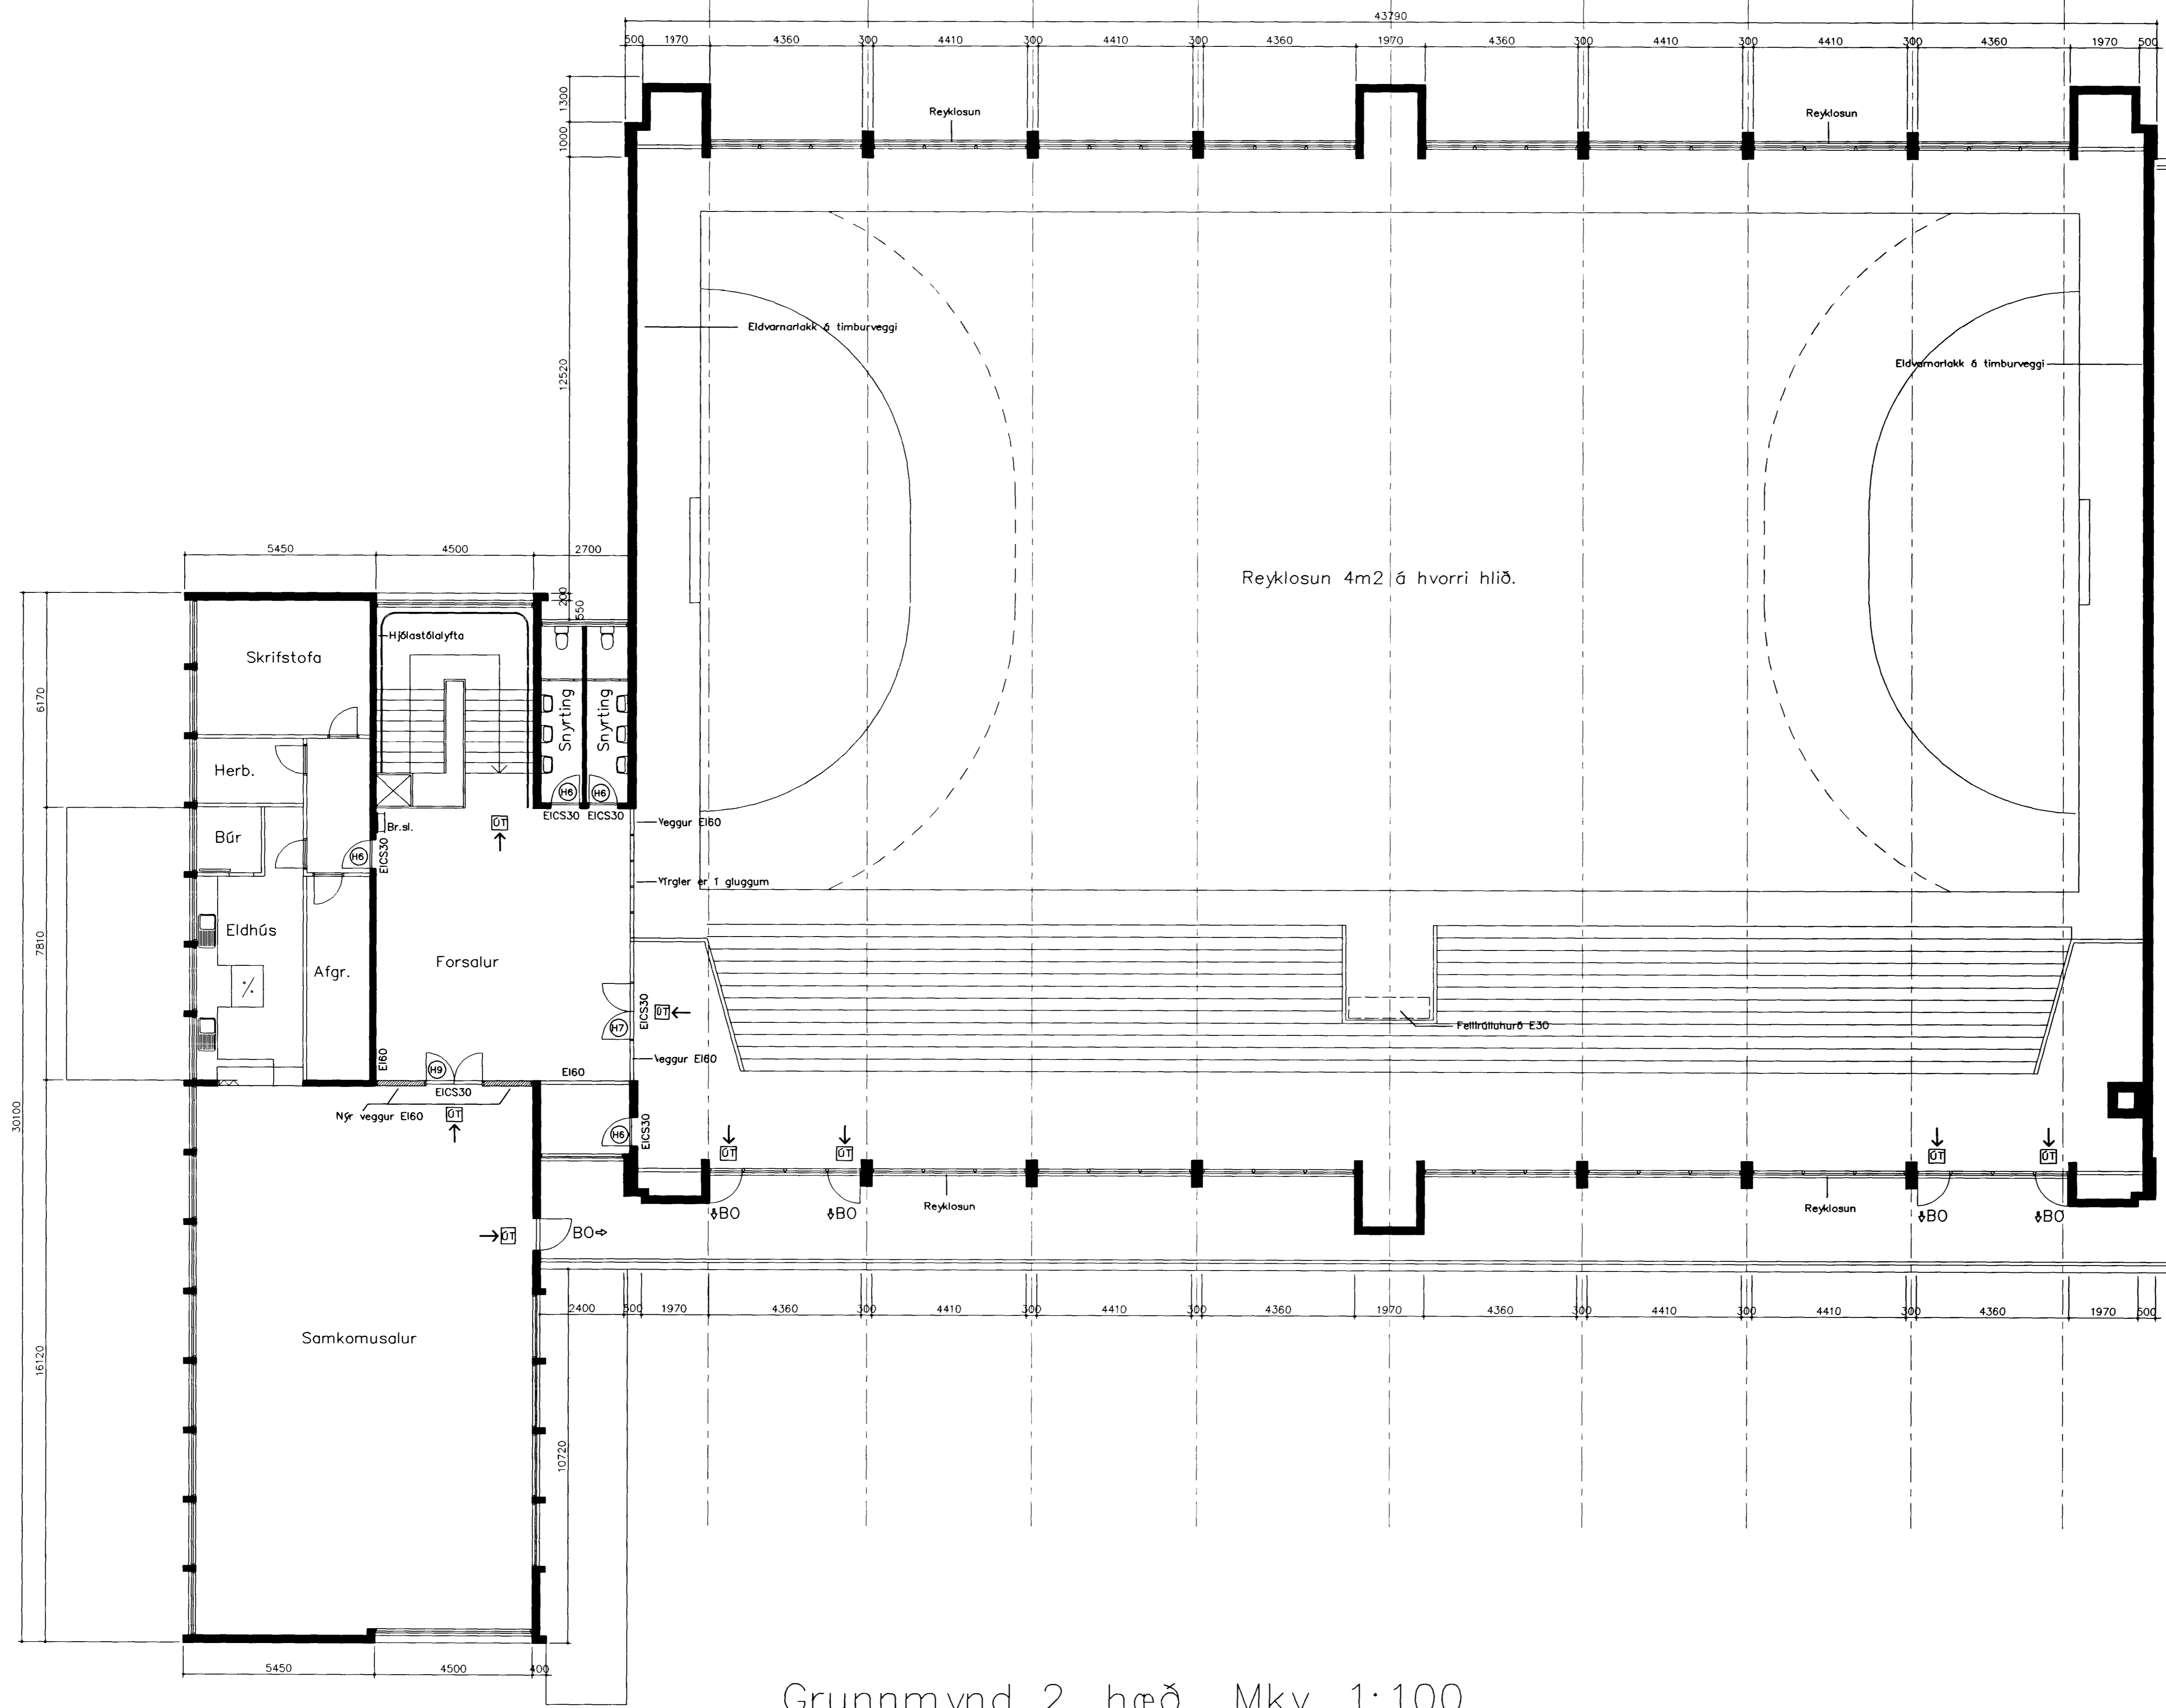 43790
500 1970 4360 300 4410 300 4410 300 4360 1970 4360 300 4410 300 4410 300 4360 1970 500
1300
1000
Reyklosun
Reyklosun
Eldvarnarlakk á timburveggi
Eldvarnarlakk á timburveggi
12520
5450 4500 2700
200
550
Reyklosun 4m2 á hvorri hlið.
Hjólastólalyfta
Skrifstofa
6170
Snyrting
Snyrting
Herb.
H6 H6
EICS30 EICS30
Veggur EI60
ÚT
Br.sl.
Búr
H6
EICS30
Vírgler er í gluggum
Eldhús
7810
Forsalur
Afgr.
EICS30
ÚT
H7
Fellirúlluhurð E30
Veggur EI60
EI60
H9
EI60
EICS30
Nýr veggur EI60
ÚT
30100
H6
EICS30
ÚT
ÚT
ÚT
ÚT
Reyklosun
Reyklosun
BO
BO
BO
BO
ÚT
BO
2400 500 1970 4360 300 4410 300 4410 300 4360 1970 4360 300 4410 300 4410 300 4360 1970 500
Samkomusalur
16120
10720
5450 4500 400
Grunnmynd 2. hæð Mkv. 1:100